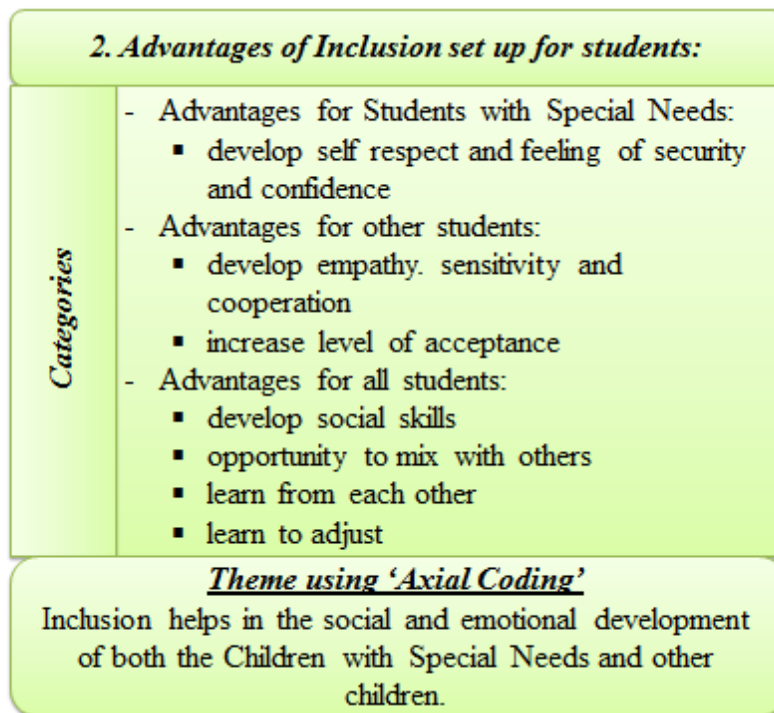 2. Advantages of Inclusion set up for students:
Categories
- Advantages for Students with Special Needs:
▪ develop self respect and feeling of security
and confidence
- Advantages for other students:
▪ develop empathy. sensitivity and
cooperation
▪ increase level of acceptance
- Advantages for all students:
▪ develop social skills
▪ opportunity to mix with others
▪ learn from each other
▪ learn to adjust
Theme using ‘Axial Coding’
Inclusion helps in the social and emotional development
of both the Children with Special Needs and other
children.